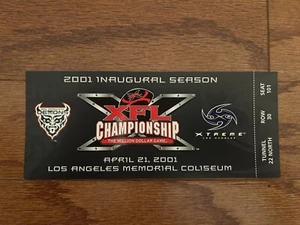 2001 INAUGURAL SEASON
DEMONS
XFL
CHAMPIONSHIP
THE MILLION DOLLAR GAME
XTREME
LOS ANGELES
APRIL 21, 2001
LOS ANGELES MEMORIAL COLISEUM
SEAT
101
ROW
30
TUNNEL
22 NORTH